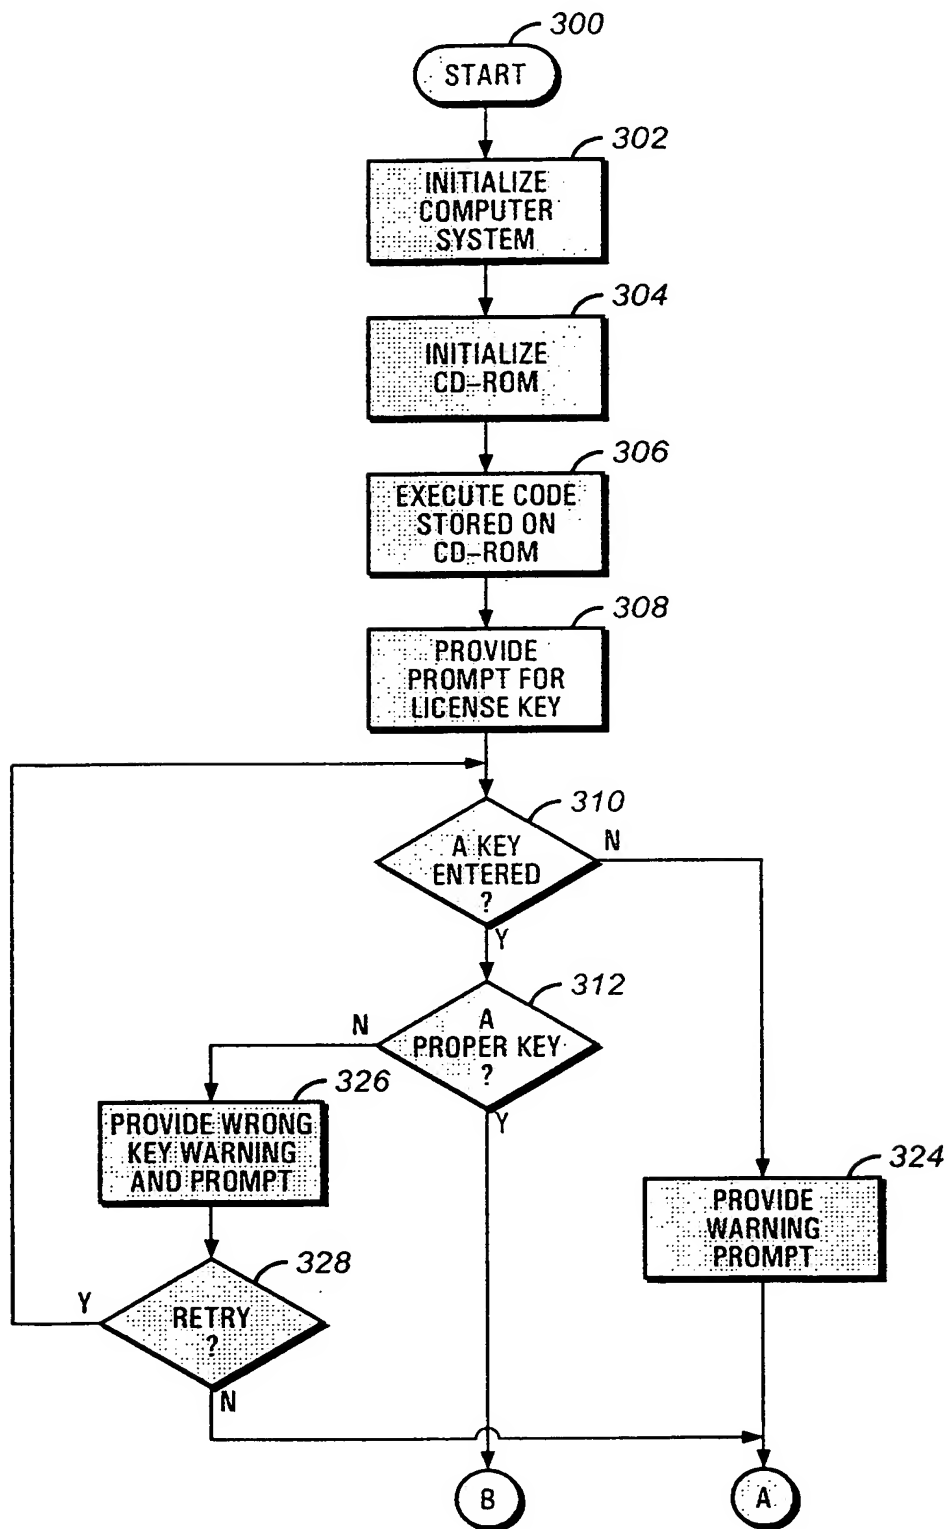 300
START
302
INITIALIZE
COMPUTER
SYSTEM
304
INITIALIZE
CD-ROM
306
EXECUTE CODE
STORED ON
CD-ROM
308
PROVIDE
PROMPT FOR
LICENSE KEY
310
A KEY
ENTERED
?
N
Y
312
A
PROPER KEY
?
N
Y
326
PROVIDE WRONG
KEY WARNING
AND PROMPT
324
PROVIDE
WARNING
PROMPT
328
RETRY
?
Y
N
B
A